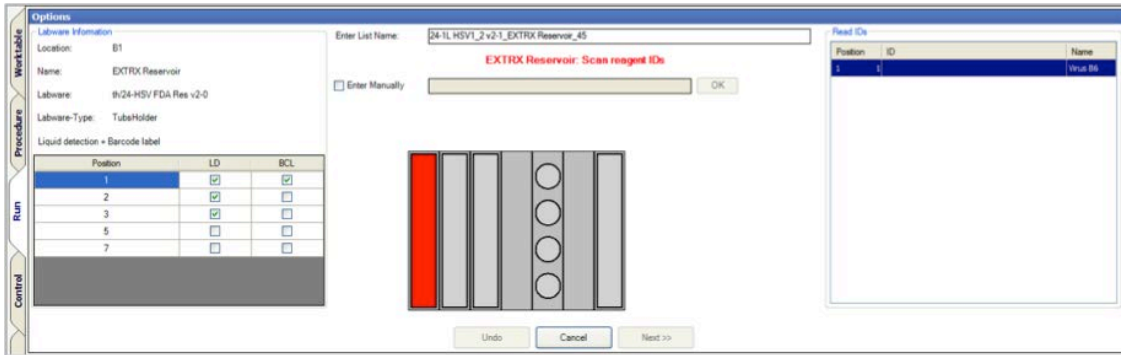 Options
Worktable
Procedure
Run
Control
Labware Information
Location: B1
Name: EXTRX Reservoir
Labware: th/24-HSV FDA Res v2-0
Labware-Type: TubsHolder
Liquid detection + Barcode label
Position LD BCL
1
2
3
5
7
Enter List Name: 24-1L HSV1_2 v2-1_EXTRX Reservoir_45
EXTRX Reservoir: Scan reagent IDs
Enter Manually OK
Undo Cancel Next >>
Read IDs
Position ID Name
1 1 Virus B6